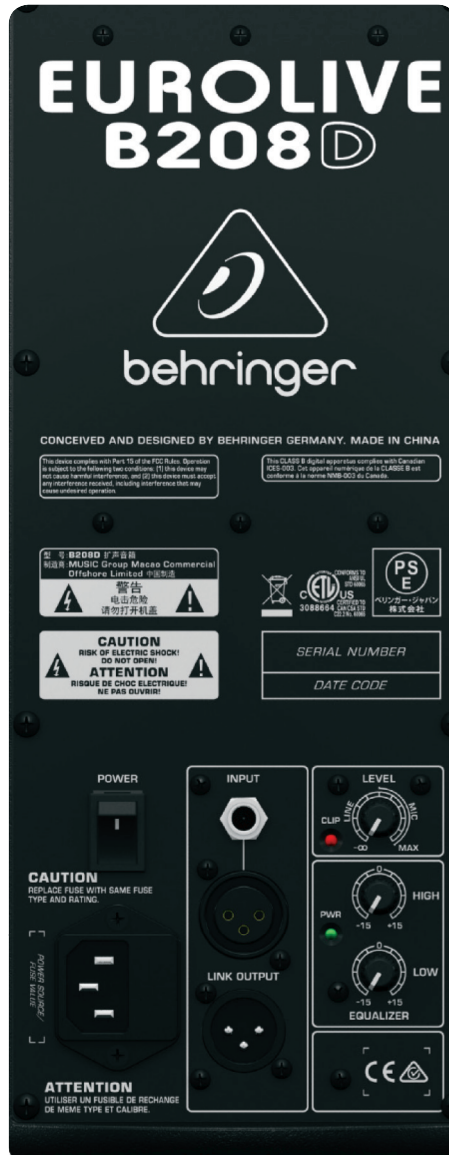 EUROLIVE
B208D
behringer
CONCEIVED AND DESIGNED BY BEHRINGER GERMANY. MADE IN CHINA
This device complies with Part 15 of the FCC Rules. Operation
is subject to the following two conditions: (1) this device may
not cause harmful interference, and (2) this device must accept
any interference received, including interference that may
cause undesired operation.
This CLASS B digital apparatus complies with Canadian
ICES-003. Cet appareil numérique de la CLASSE B est
conforme à la norme NMB-003 du Canada.
型 号:B208D 扩声音箱
制造商:MUSIC Group Macao Commercial
Offshore Limited 中国制造
警告
电击危险
请勿打开机盖
CAUTION
RISK OF ELECTRIC SHOCK!
DO NOT OPEN!
ATTENTION
RISQUE DE CHOC ELECTRIQUE!
NE PAS OUVRIR!
C ETL US
3088664
CONFORMS TO
CERTIFIED TO
PS
E
ベリンガー・ジャパン
株式会社
SERIAL NUMBER
DATE CODE
POWER
CAUTION
REPLACE FUSE WITH SAME FUSE
TYPE AND RATING.
POWER SOURCE/
FUSE VALUE
ATTENTION
UTILISER UN FUSIBLE DE RECHANGE
DE MEME TYPE ET CALIBRE.
INPUT
LINK OUTPUT
LEVEL
LINE
MIC
CLIP
-∞
MAX
0
HIGH
-15
+15
PWR
0
LOW
-15
+15
EQUALIZER
CE